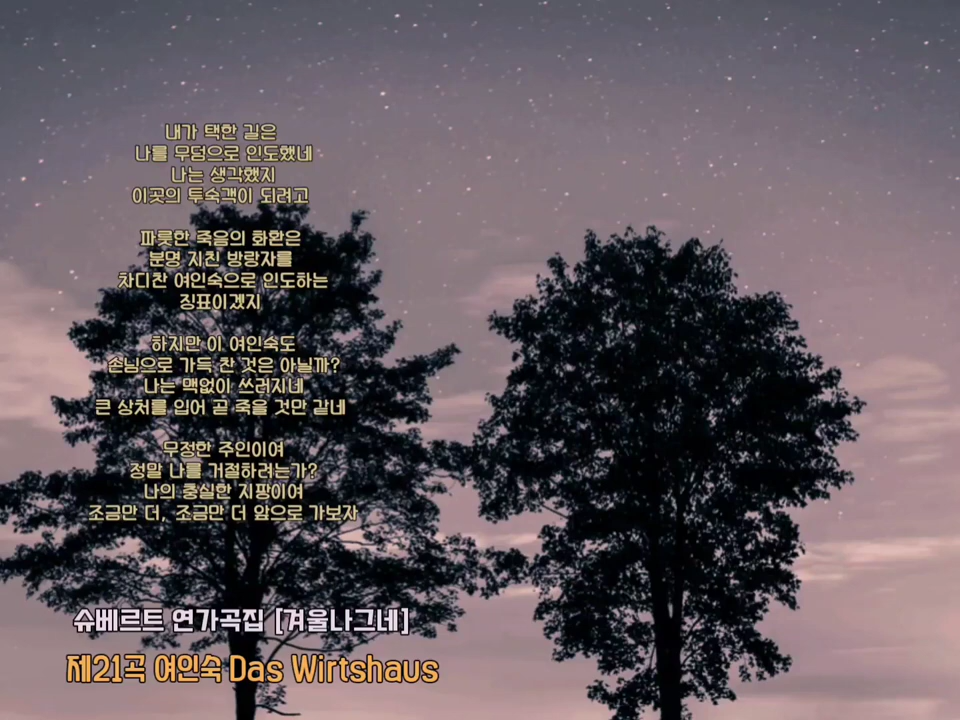 내가 택한 길은
나를 무덤으로 인도했네
나는 생각했지
이곳의 투숙객이 되려고
파릇한 죽음의 화환은
분명 지친 방랑자를
차디찬 여인숙으로 인도하는
징표이겠지
하지만 이 여인숙도
손님으로 가득 찬 것은 아닐까?
나는 맥없이 쓰러지네
큰 상처를 입어 곧 죽을 것만 같네
무정한 주인이여
정말 나를 거절하려는가?
나의 충실한 지팡이여
조금만 더, 조금만 더 앞으로 가보자
슈베르트 연가곡집 [겨울나그네]
제21곡 여인숙 Das Wirtshaus